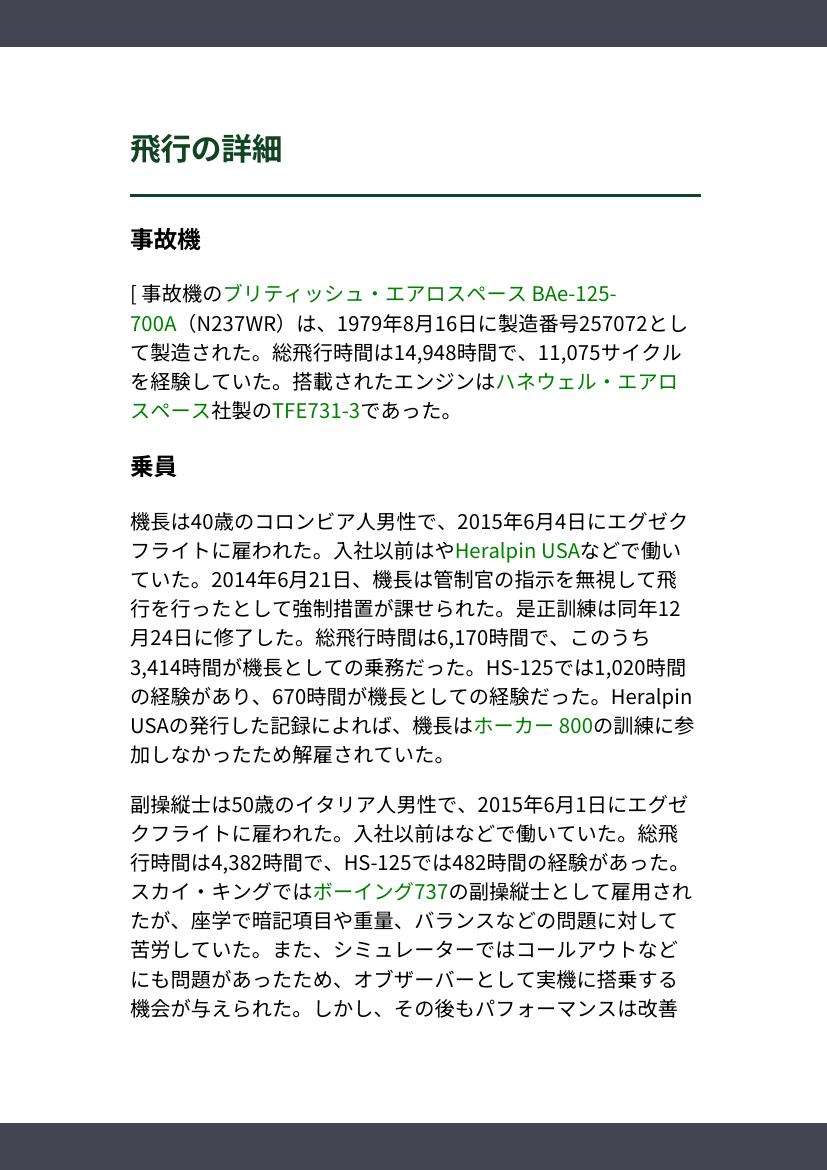 飛行の詳細
事故機
[ 事故機のブリティッシュ・エアロスペース BAe-125-
700A（N237WR）は、1979年8月16日に製造番号257072とし
て製造された。総飛行時間は14,948時間で、11,075サイクル
を経験していた。搭載されたエンジンはハネウェル・エアロ
スペース社製のTFE731-3であった。
乗員
機長は40歳のコロンビア人男性で、2015年6月4日にエグゼク
フライトに雇われた。入社以前はやHeralpin USAなどで働い
ていた。2014年6月21日、機長は管制官の指示を無視して飛
行を行ったとして強制措置が課せられた。是正訓練は同年12
月24日に修了した。総飛行時間は6,170時間で、このうち
3,414時間が機長としての乗務だった。HS-125では1,020時間
の経験があり、670時間が機長としての経験だった。Heralpin
USAの発行した記録によれば、機長はホーカー 800の訓練に参
加しなかったため解雇されていた。
副操縦士は50歳のイタリア人男性で、2015年6月1日にエグゼ
クフライトに雇われた。入社以前はなどで働いていた。総飛
行時間は4,382時間で、HS-125では482時間の経験があった。
スカイ・キングではボーイング737の副操縦士として雇用され
たが、座学で暗記項目や重量、バランスなどの問題に対して
苦労していた。また、シミュレーターではコールアウトなど
にも問題があったため、オブザーバーとして実機に搭乗する
機会が与えられた。しかし、その後もパフォーマンスは改善